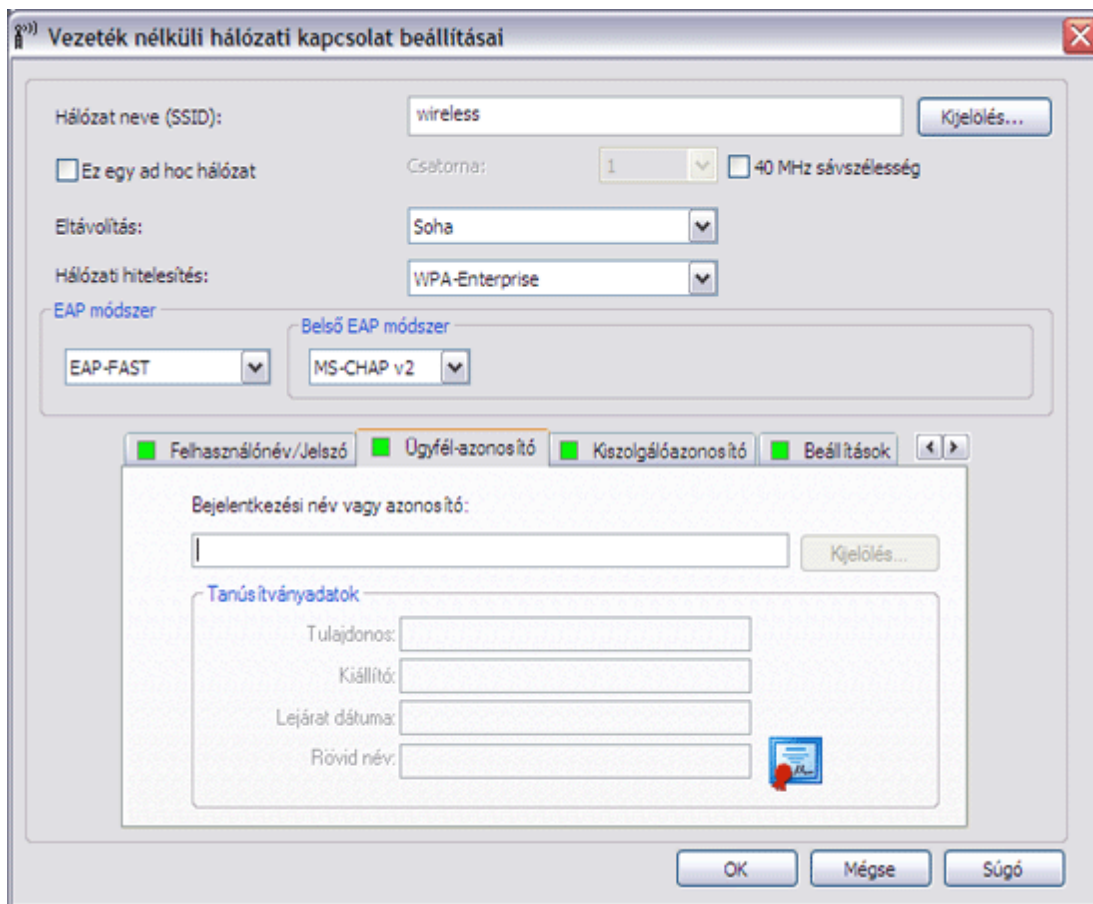 Vezeték nélküli hálózati kapcsolat beállításai
Hálózat neve (SSID): wireless Kijelölés...
Ez egy ad hoc hálózat Csatorna: 1 40 MHz sávszélesség
Eltávolítás: Soha
Hálózati hitelesítés: WPA-Enterprise
EAP módszer
Belső EAP módszer
EAP-FAST MS-CHAP v2
Felhasználónév/Jelszó Ügyfél-azonosító Kiszolgálóazonosító Beállítások
Bejelentkezési név vagy azonosító:
Kijelölés...
Tanúsítványadatok
Tulajdonos:
Kiállító:
Lejárat dátuma:
Rövid név:
OK Mégse Súgó